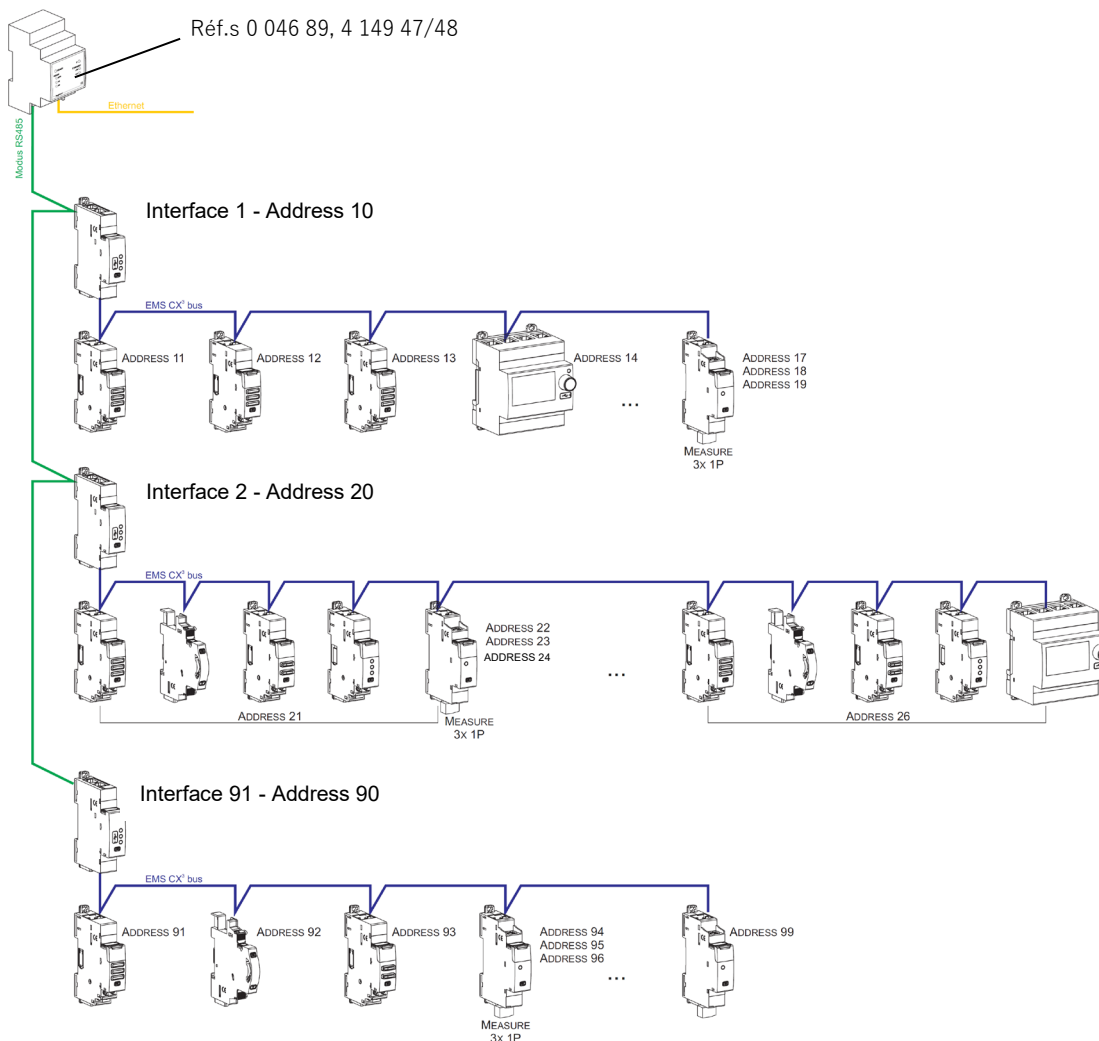 Réf.s 0 046 89, 4 149 47/48
Ethernet
Modus RS485
Interface 1 - Address 10
EMS CX³ bus
ADDRESS 11
ADDRESS 12
ADDRESS 13
ADDRESS 14
ADDRESS 17
ADDRESS 18
ADDRESS 19
...
MEASURE
3X 1P
Interface 2 - Address 20
EMS CX³ bus
ADDRESS 22
ADDRESS 23
ADDRESS 24
...
ADDRESS 21
MEASURE
3X 1P
ADDRESS 26
Interface 91 - Address 90
EMS CX³ bus
ADDRESS 91
ADDRESS 92
ADDRESS 93
ADDRESS 94
ADDRESS 95
ADDRESS 96
ADDRESS 99
...
MEASURE
3X 1P